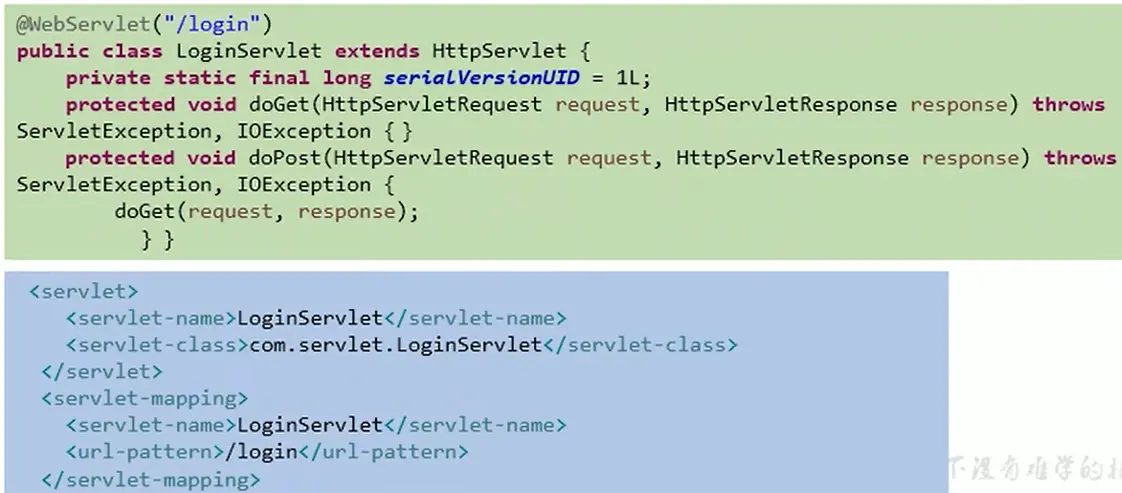 @WebServlet("/login")
public class LoginServlet extends HttpServlet {
private static final long serialVersionUID = 1L;
protected void doGet(HttpServletRequest request, HttpServletResponse response) throws
ServletException, IOException { }
protected void doPost(HttpServletRequest request, HttpServletResponse response) throws
ServletException, IOException {
doGet(request, response);
} }
<servlet>
<servlet-name>LoginServlet</servlet-name>
<servlet-class>com.servlet.LoginServlet</servlet-class>
</servlet>
<servlet-mapping>
<servlet-name>LoginServlet</servlet-name>
<url-pattern>/login</url-pattern>
</servlet-mapping>
下没有难学的